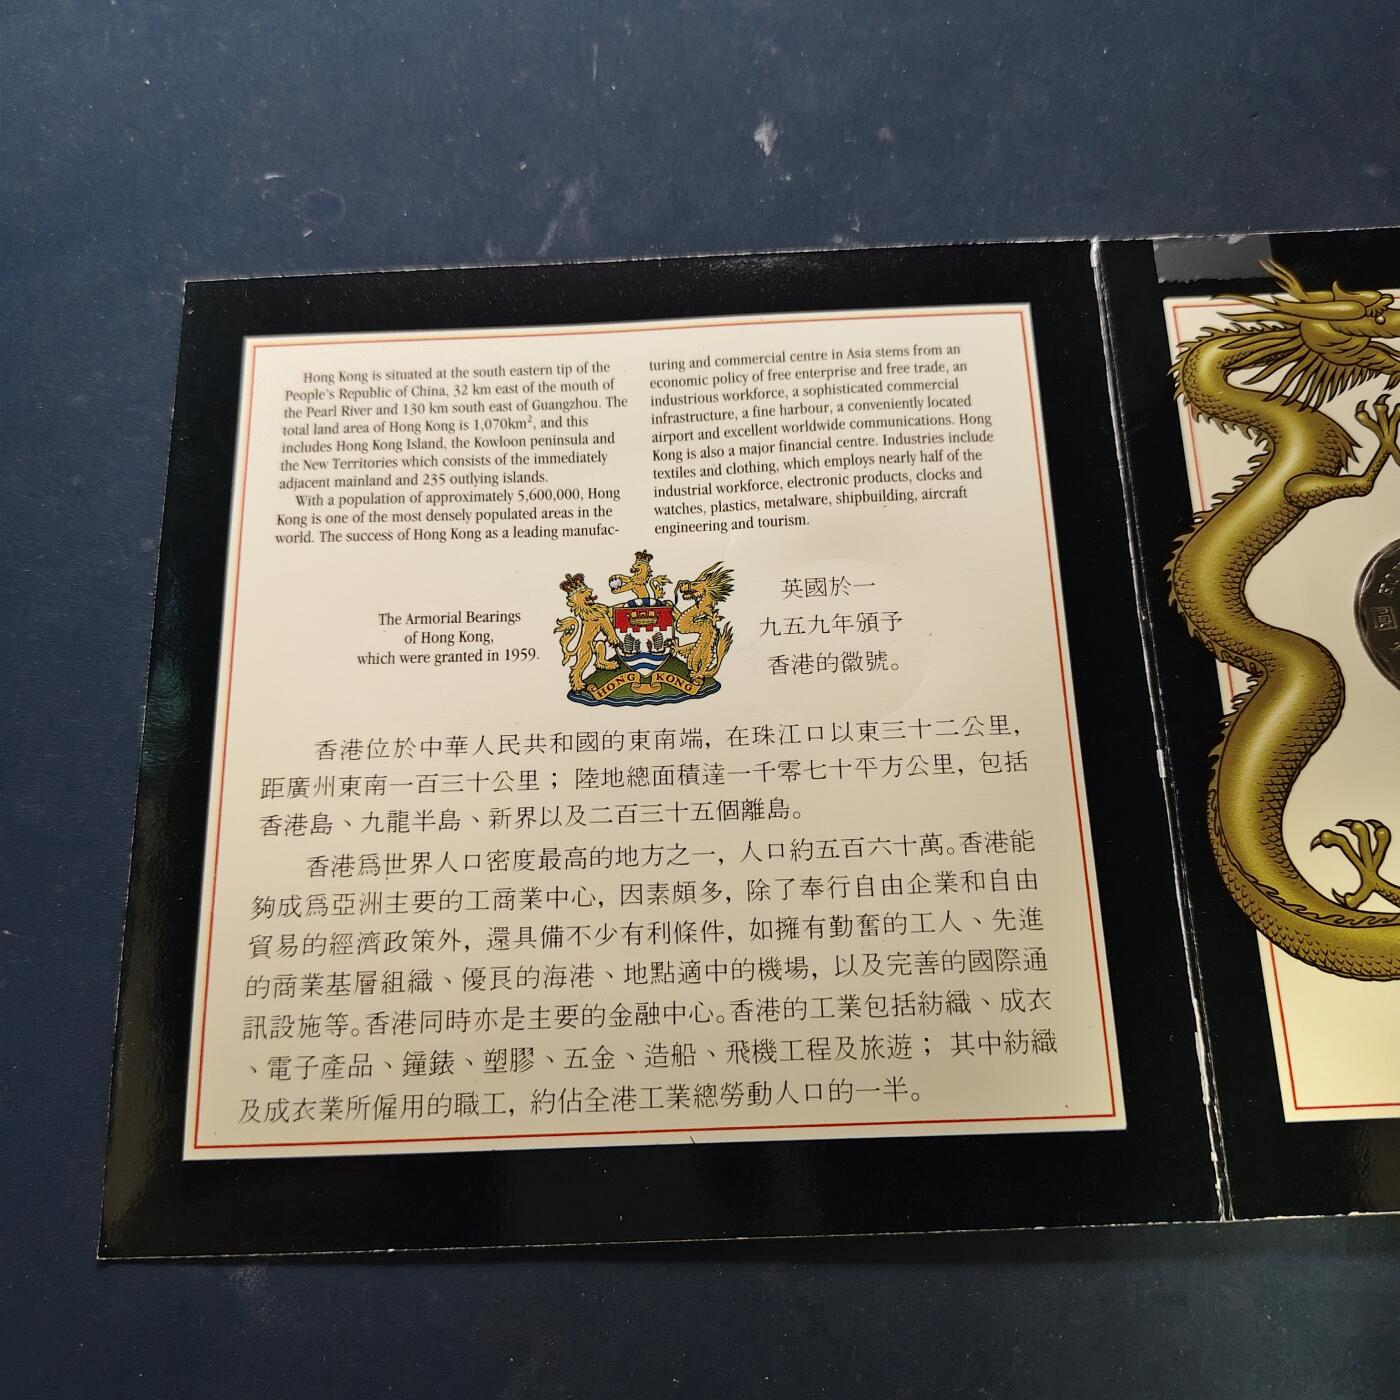 Hong Kong is situated at the south eastern tip of the
People's Republic of China, 32 km east of the mouth of
the Pearl River and 130 km south east of Guangzhou. The
total land area of Hong Kong is 1,070km², and this
includes Hong Kong Island, the Kowloon peninsula and
the New Territories which consists of the immediately
adjacent mainland and 235 outlying islands.
With a population of approximately 5,600,000, Hong
Kong is one of the most densely populated areas in the
world. The success of Hong Kong as a leading manufac-
turing and commercial centre in Asia stems from an
economic policy of free enterprise and free trade, an
industrious workforce, a sophisticated commercial
infrastructure, a fine harbour, a conveniently located
airport and excellent worldwide communications. Hong
Kong is also a major financial centre. Industries include
textiles and clothing, which employs nearly half of the
industrial workforce, electronic products, clocks and
watches, plastics, metalware, shipbuilding, aircraft
engineering and tourism.
The Armorial Bearings
of Hong Kong,
which were granted in 1959.
HONG KONG
英國於一
九五九年頒予
香港的徽號。
香港位於中華人民共和國的東南端，在珠江口以東三十二公里，
距廣州東南一百三十公里；陸地總面積達一千零七十平方公里，包括
香港島、九龍半島、新界以及二百三十五個離島。
香港爲世界人口密度最高的地方之一，人口約五百六十萬。香港能
夠成爲亞洲主要的工商業中心，因素頗多，除了奉行自由企業和自由
貿易的經濟政策外，還具備不少有利條件，如擁有勤奮的工人、先進
的商業基層組織、優良的海港、地點適中的機場，以及完善的國際通
訊設施等。香港同時亦是主要的金融中心。香港的工業包括紡織、成衣
、電子產品、鐘錶、塑膠、五金、造船、飛機工程及旅遊；其中紡織
及成衣業所僱用的職工，約佔全港工業總勞動人口的一半。
圓